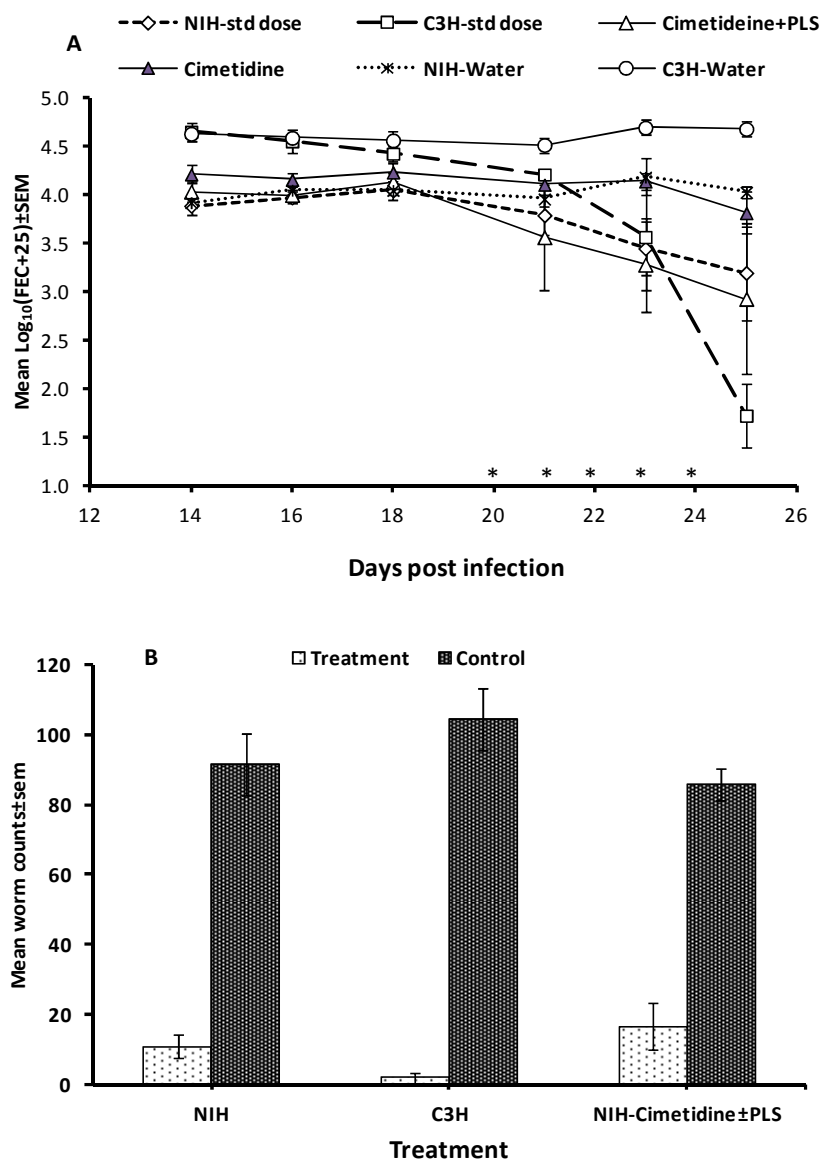 NIH-std dose C3H-std dose Cimetideine+PLS
A
Cimetidine NIH-Water C3H-Water
5.0
4.5
4.0
3.5
3.0
2.5
2.0
1.5
1.0
Mean Log10(FEC+25)±SEM
* * * * *
12 14 16 18 20 22 24 26
Days post infection
B Treatment Control
120
100
80
60
40
20
0
Mean worm counts±sem
NIH C3H NIH-Cimetidine±PLS
Treatment